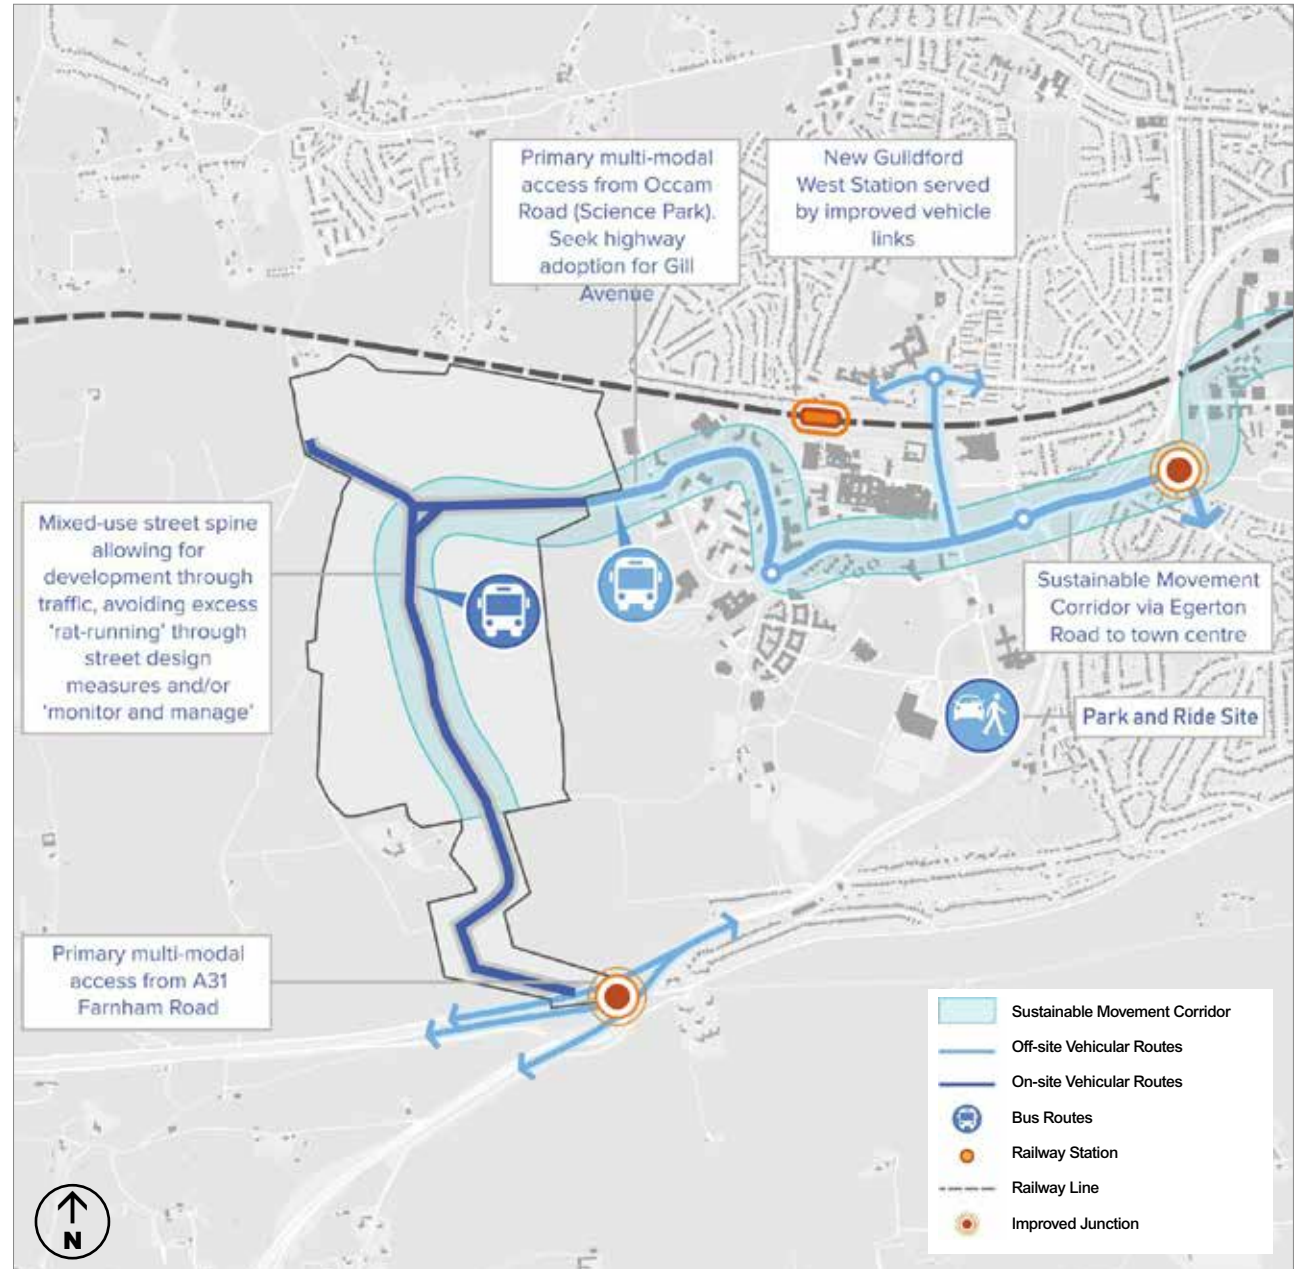 Primary multi-modal
access from Occam
Road (Science Park).
Seek highway
adoption for Gill
Avenue
New Guildford
West Station served
by improved vehicle
links
Mixed-use street spine
allowing for
development through
traffic, avoiding excess
'rat-running' through
street design
measures and/or
'monitor and manage'
Sustainable Movement
Corridor via Egerton
Road to town centre
Park and Ride Site
Primary multi-modal
access from A31
Farnham Road
Sustainable Movement Corridor
Off-site Vehicular Routes
On-site Vehicular Routes
Bus Routes
Railway Station
Railway Line
Improved Junction
N